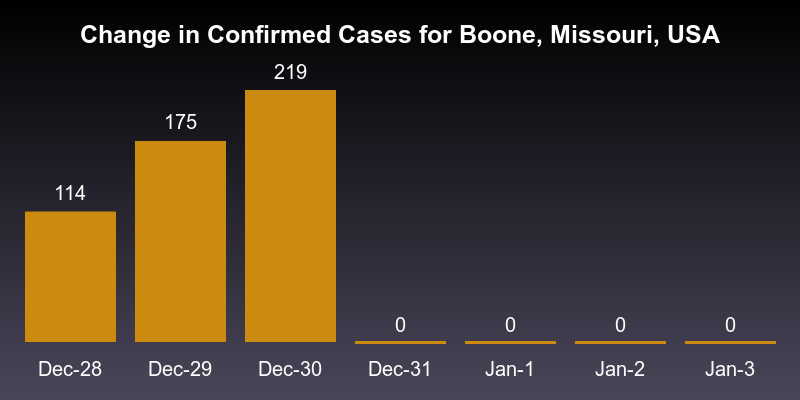 Change in Confirmed Cases for Boone, Missouri, USA
219
175
114
0 0 0 0
Dec-28 Dec-29 Dec-30 Dec-31 Jan-1 Jan-2 Jan-3